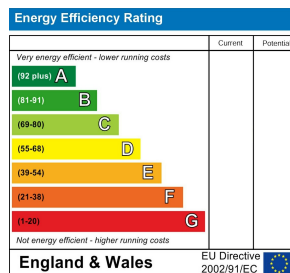 Energy Efficiency Rating
Current Potentia
Very energy efficient - lower running costs
(92 plus) A
(81-91) B
(69-80) C
(55-68) D
(39-54) E
(21-38) F
(1-20) G
Not energy efficient - higher running costs
England & Wales
EU Directive
2002/91/EC